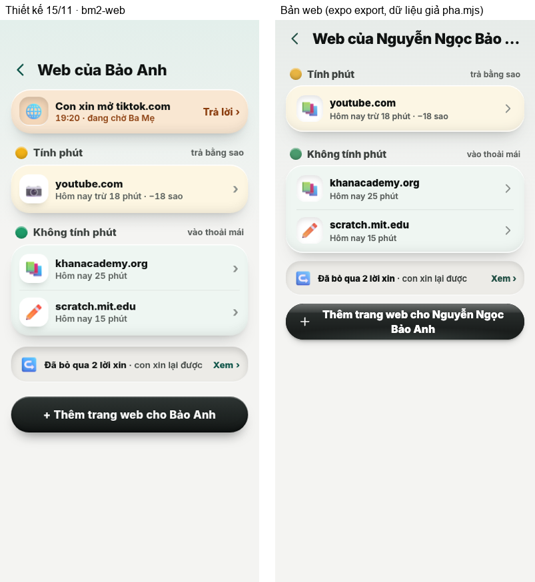 Thiết kế 15/11 · bm2-web
Web của Bảo Anh
Con xin mở tiktok.com
19:20 · đang chờ Ba Mẹ
Trả lời ›
Tính phút
trả bằng sao
youtube.com
Hôm nay trừ 18 phút · −18 sao
Không tính phút
vào thoải mái
khanacademy.org
Hôm nay 25 phút
scratch.mit.edu
Hôm nay 15 phút
Đã bỏ qua 2 lời xin · con xin lại được
Xem ›
+ Thêm trang web cho Bảo Anh
Bản web (expo export, dữ liệu giả pha.mjs)
Web của Nguyễn Ngọc Bảo ...
Tính phút
trả bằng sao
youtube.com
Hôm nay trừ 18 phút · −18 sao
Không tính phút
vào thoải mái
khanacademy.org
Hôm nay 25 phút
scratch.mit.edu
Hôm nay 15 phút
Đã bỏ qua 2 lời xin · con xin lại được
Xem ›
+ Thêm trang web cho Nguyễn Ngọc
Bảo Anh